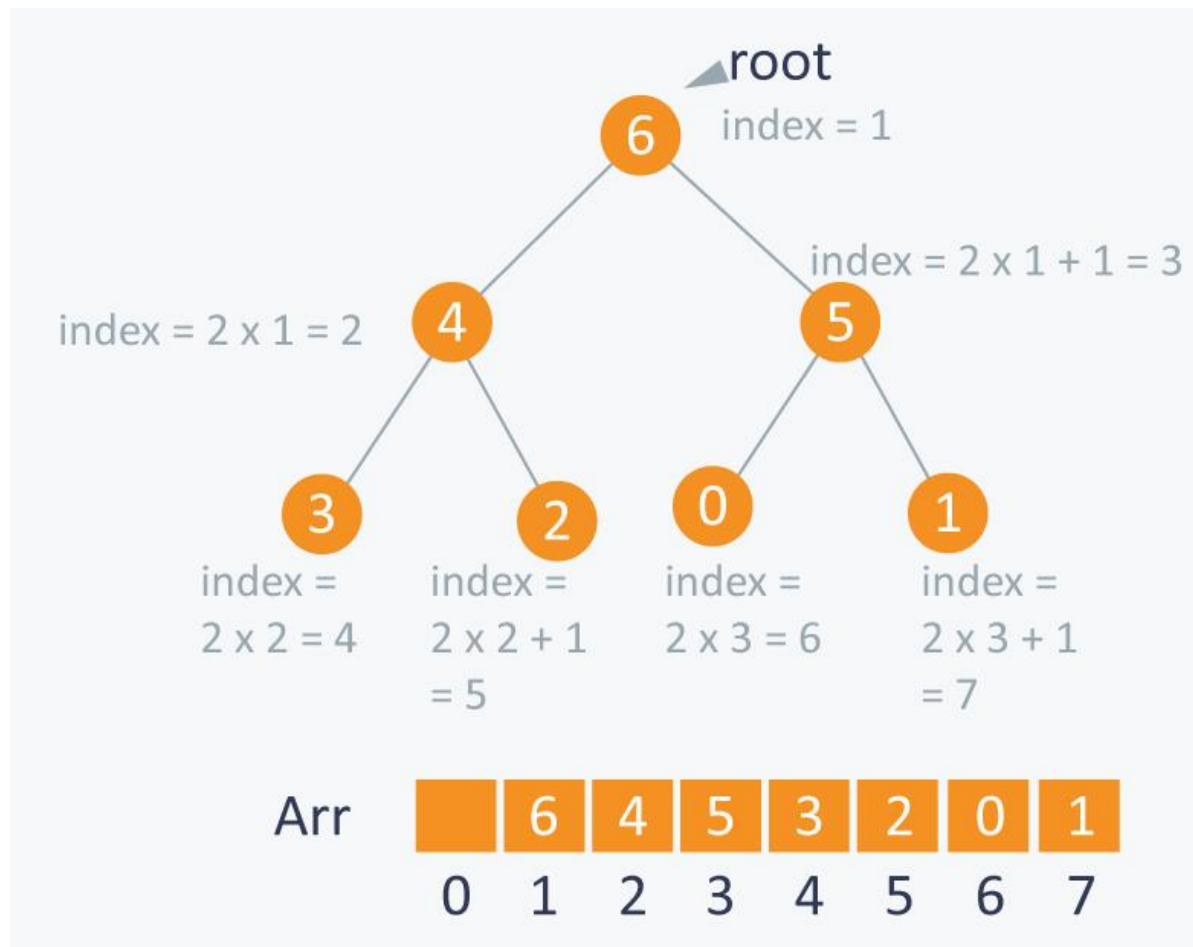 root
6
index = 1
index = 2 x 1 + 1 = 3
index = 2 x 1 = 2
4
5
3
2
0
1
index =
2 x 2 = 4
index =
2 x 2 + 1
= 5
index =
2 x 3 = 6
index =
2 x 3 + 1
= 7
Arr 6 4 5 3 2 0 1
0 1 2 3 4 5 6 7